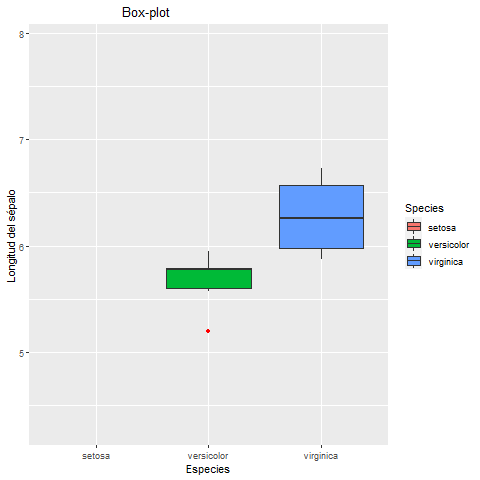 Box-plot
Longitud del sépalo
8
7
6
5
setosa
versicolor
virginica
Especies
Species
setosa
versicolor
virginica